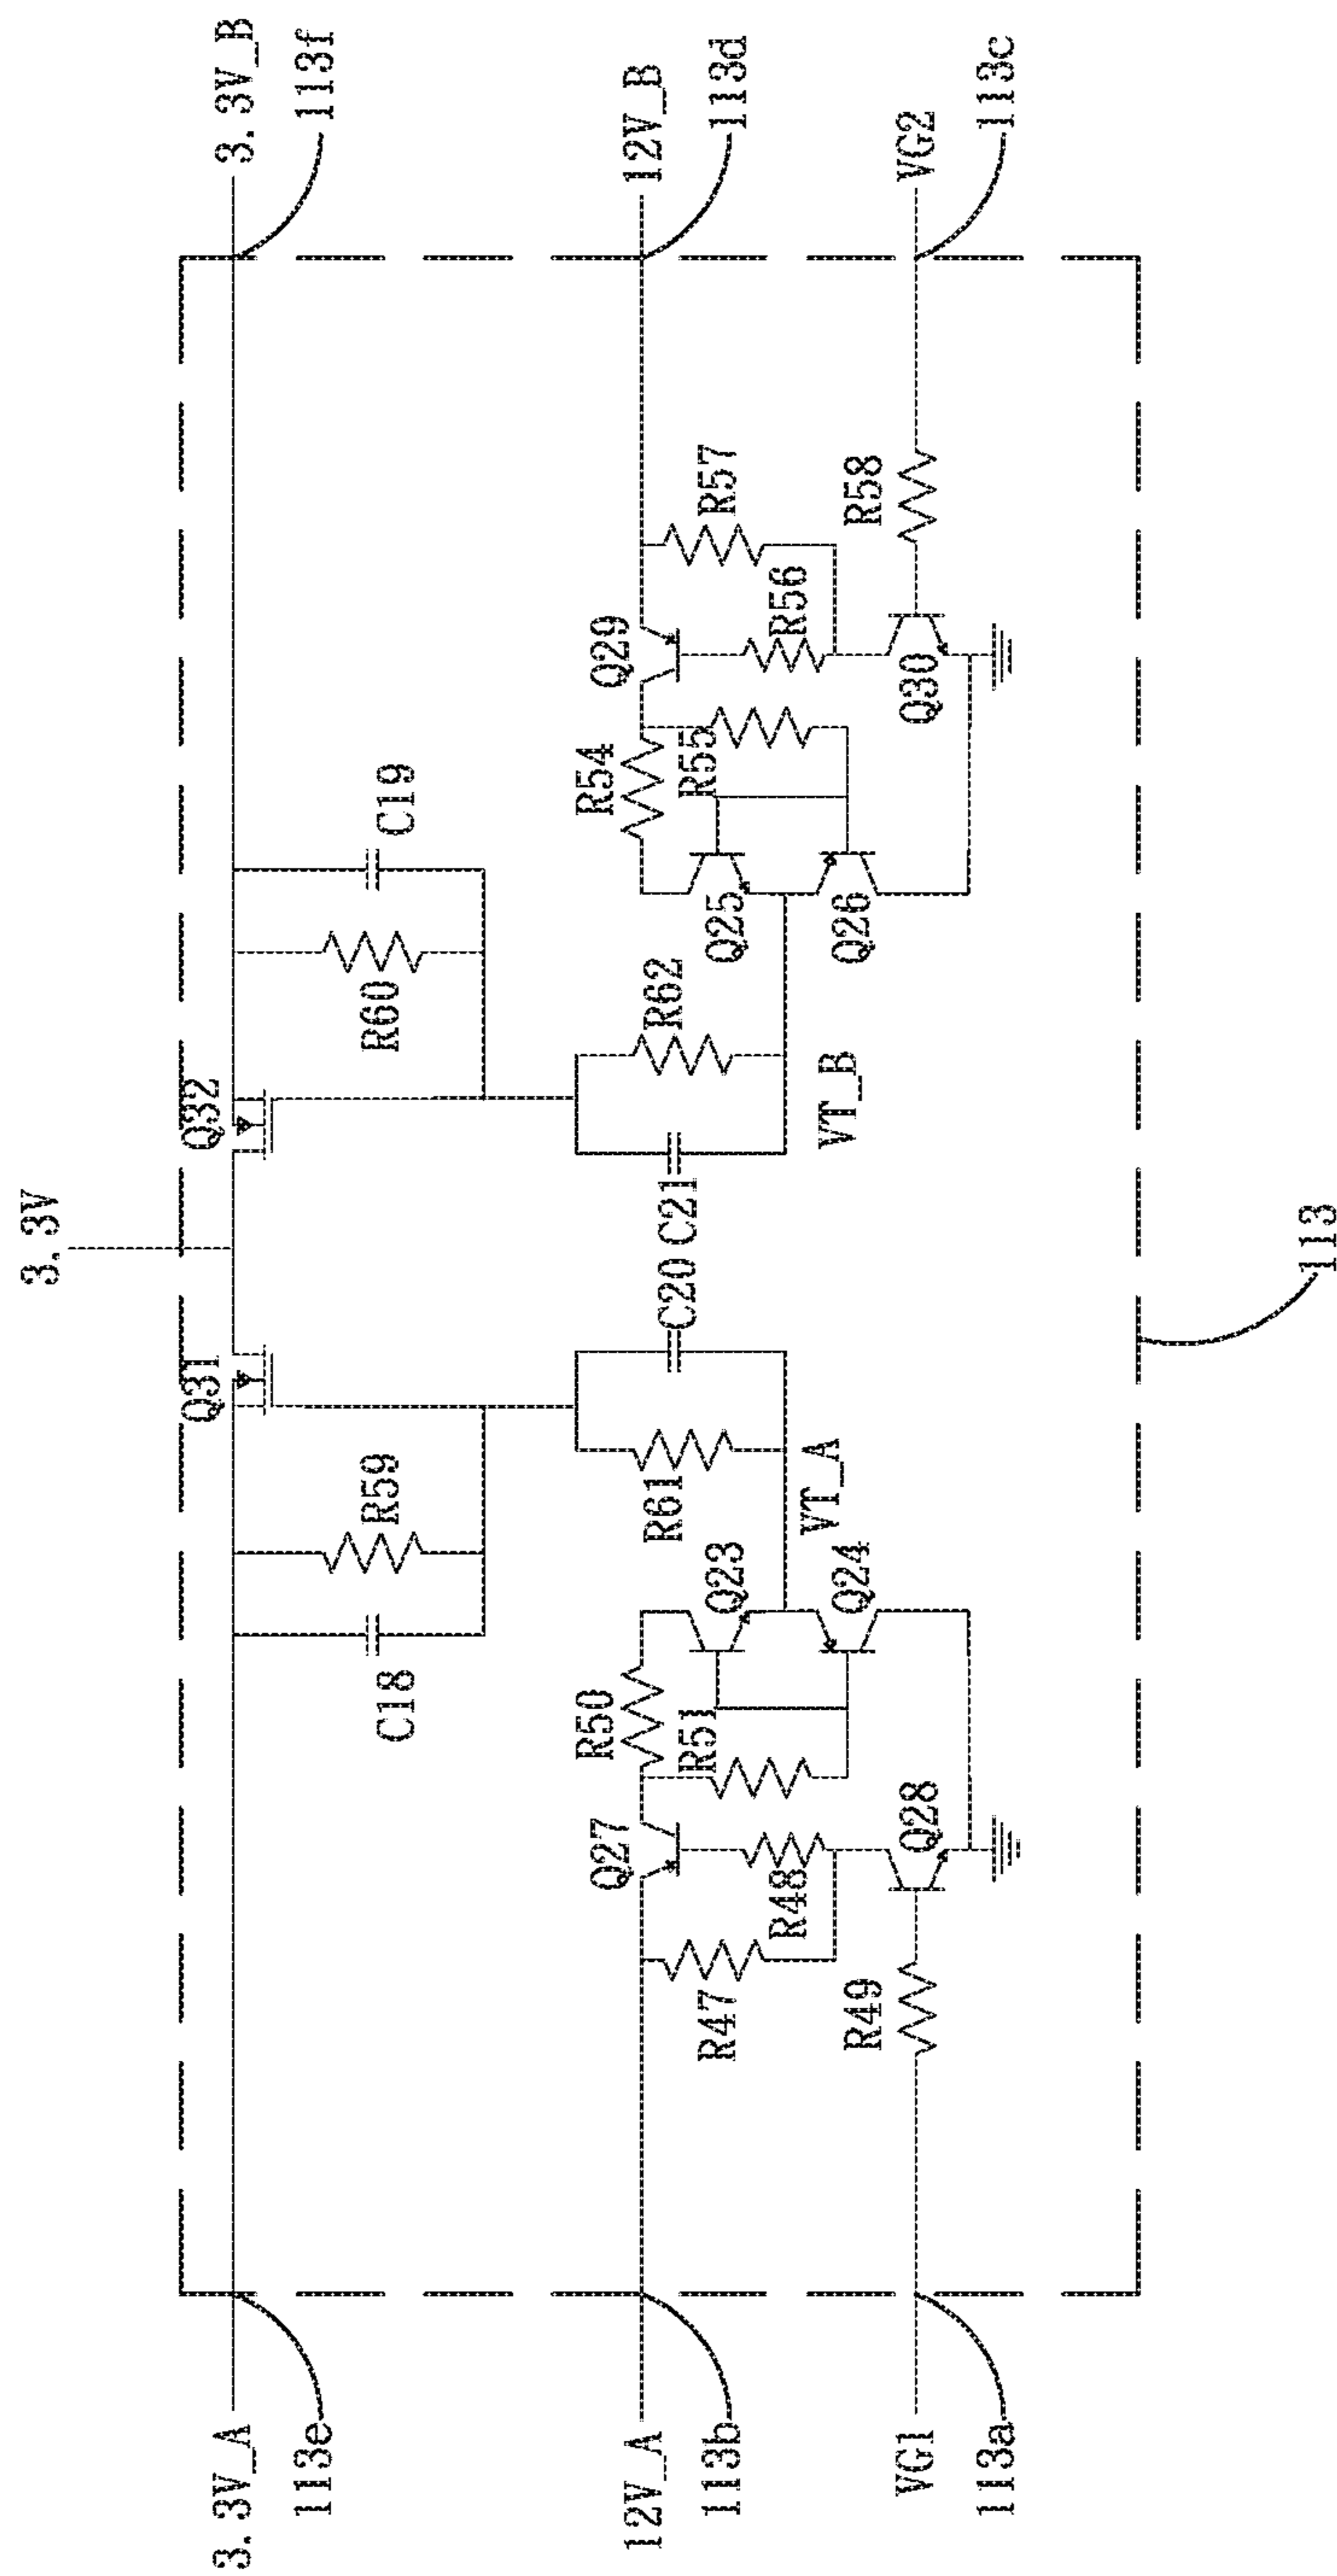 3.3V
3.3V_A
113e
Q31
Q32
3.3V_B
113f
C18
R59
R60
C19
12V_A
113b
R47
Q27
R48
R50
R51
Q23
R61
C20
C21
R62
Q25
R54
R55
Q29
R56
R57
12V_B
113d
VT_A
VT_B
Q24
Q26
VG1
113a
R49
Q28
Q30
R58
VG2
113c
113